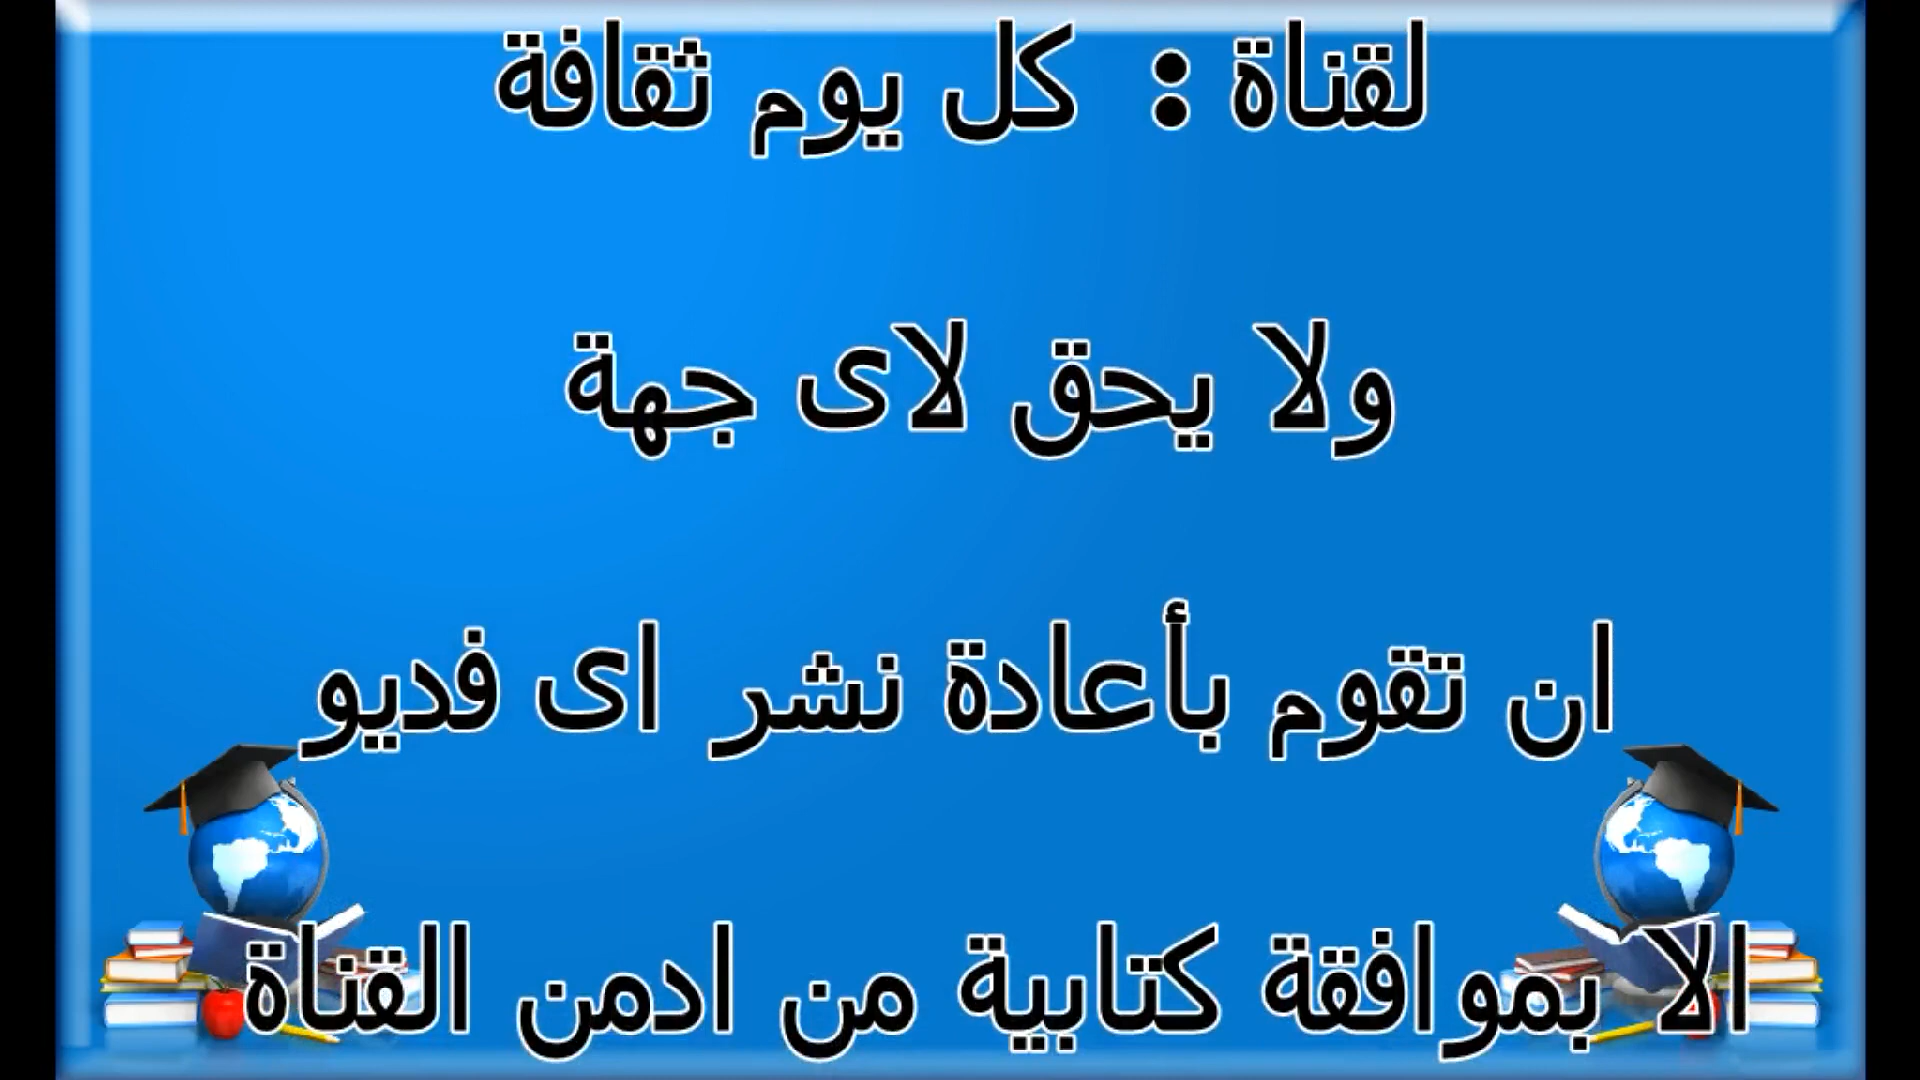 لقناة : كل يوم ثقافة
ولا يحق لاى جهة
ان تقوم بأعادة نشر اى فديو
الا بموافقة كتابية من ادمن القناة